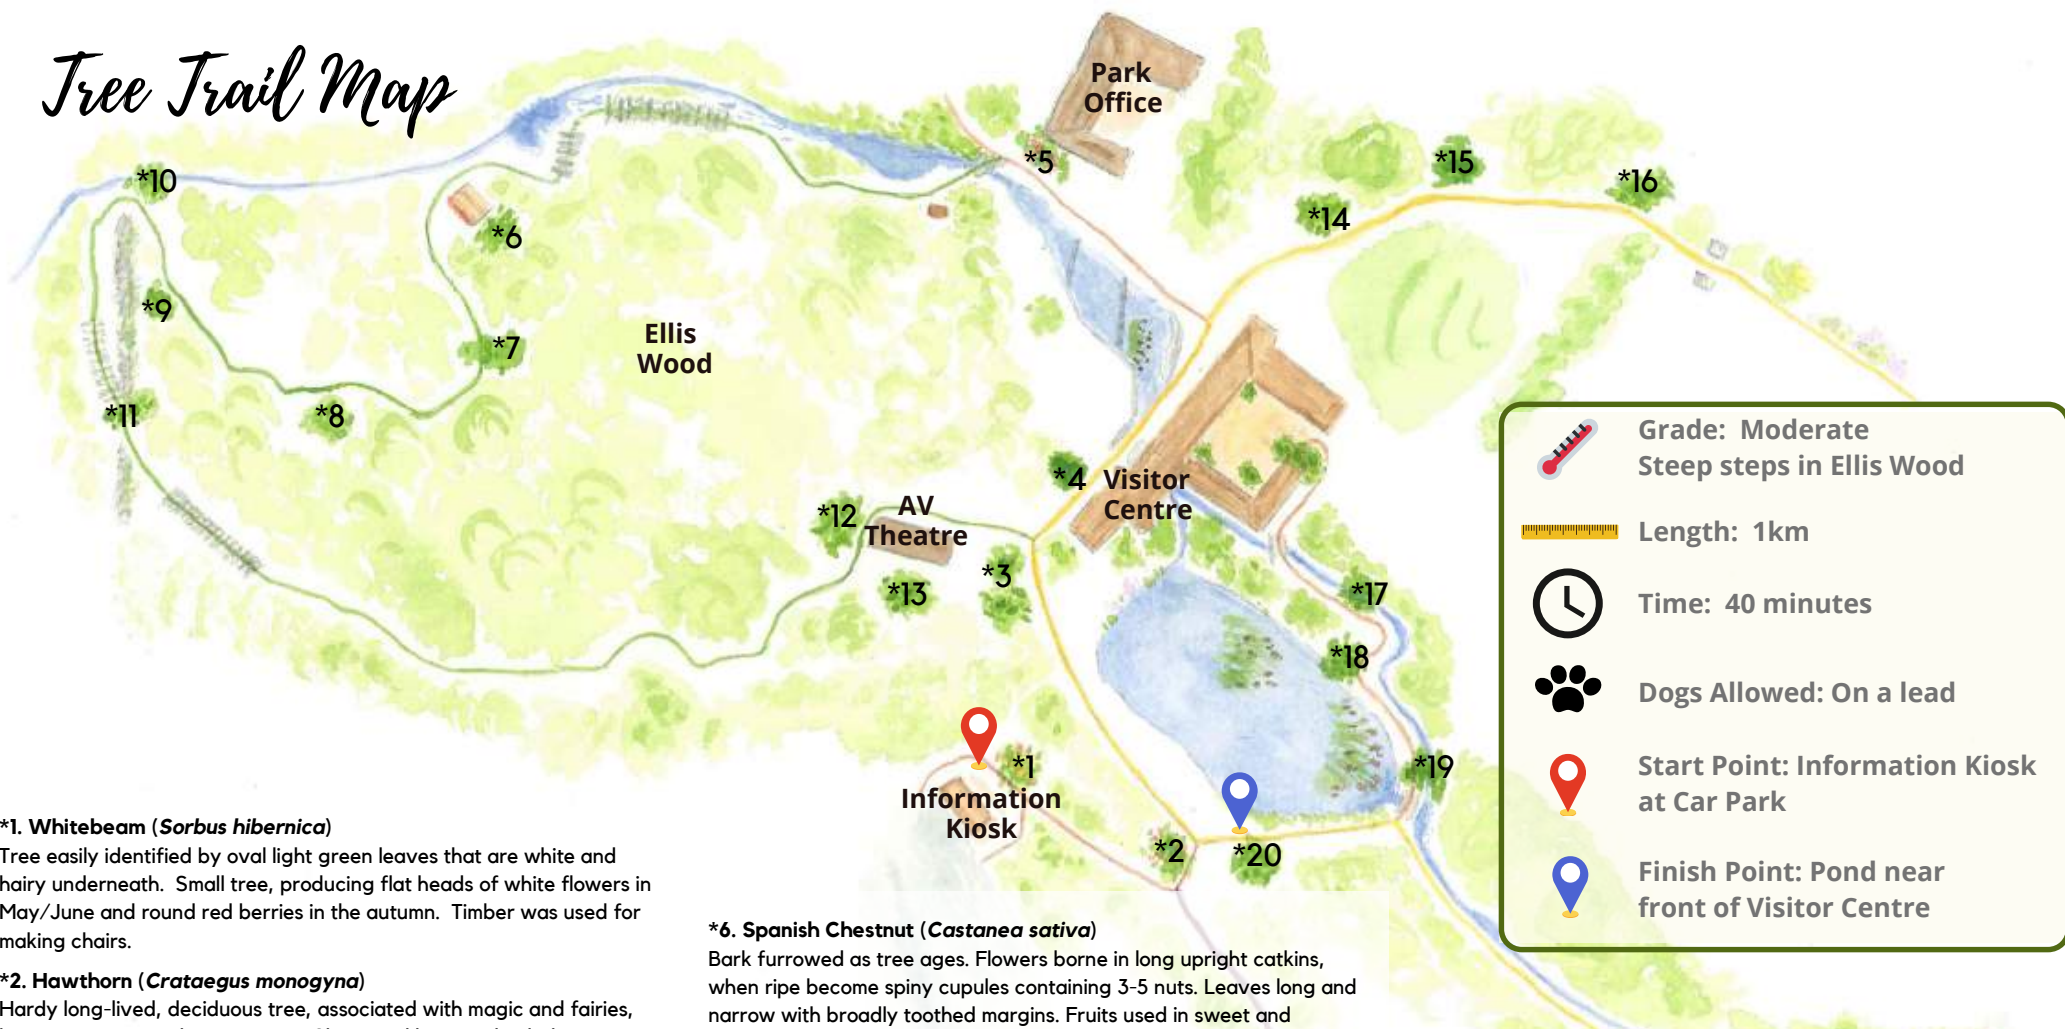 Tree Trail Map
Park
Office
*5
*15
*16
*10
*14
*6
*9
*7
Ellis
Wood
*8
*11
*4
Visitor
Centre
*12
AV
Theatre
*3
*13
*17
*18
*1
Information
Kiosk
*19
*2
*20
Grade: Moderate
Steep steps in Ellis Wood
Length: 1km
Time: 40 minutes
Dogs Allowed: On a lead
Start Point: Information Kiosk
at Car Park
Finish Point: Pond near
front of Visitor Centre
*1. Whitebeam (Sorbus hibernica)
Tree easily identified by oval light green leaves that are white and
hairy underneath. Small tree, producing flat heads of white flowers in
May/June and round red berries in the autumn. Timber was used for
making chairs.
*2. Hawthorn (Crataegus monogyna)
Hardy long-lived, deciduous tree, associated with magic and fairies,
*6. Spanish Chestnut (Castanea sativa)
Bark furrowed as tree ages. Flowers borne in long upright catkins,
when ripe become spiny cupules containing 3-5 nuts. Leaves long and
narrow with broadly toothed margins. Fruits used in sweet and